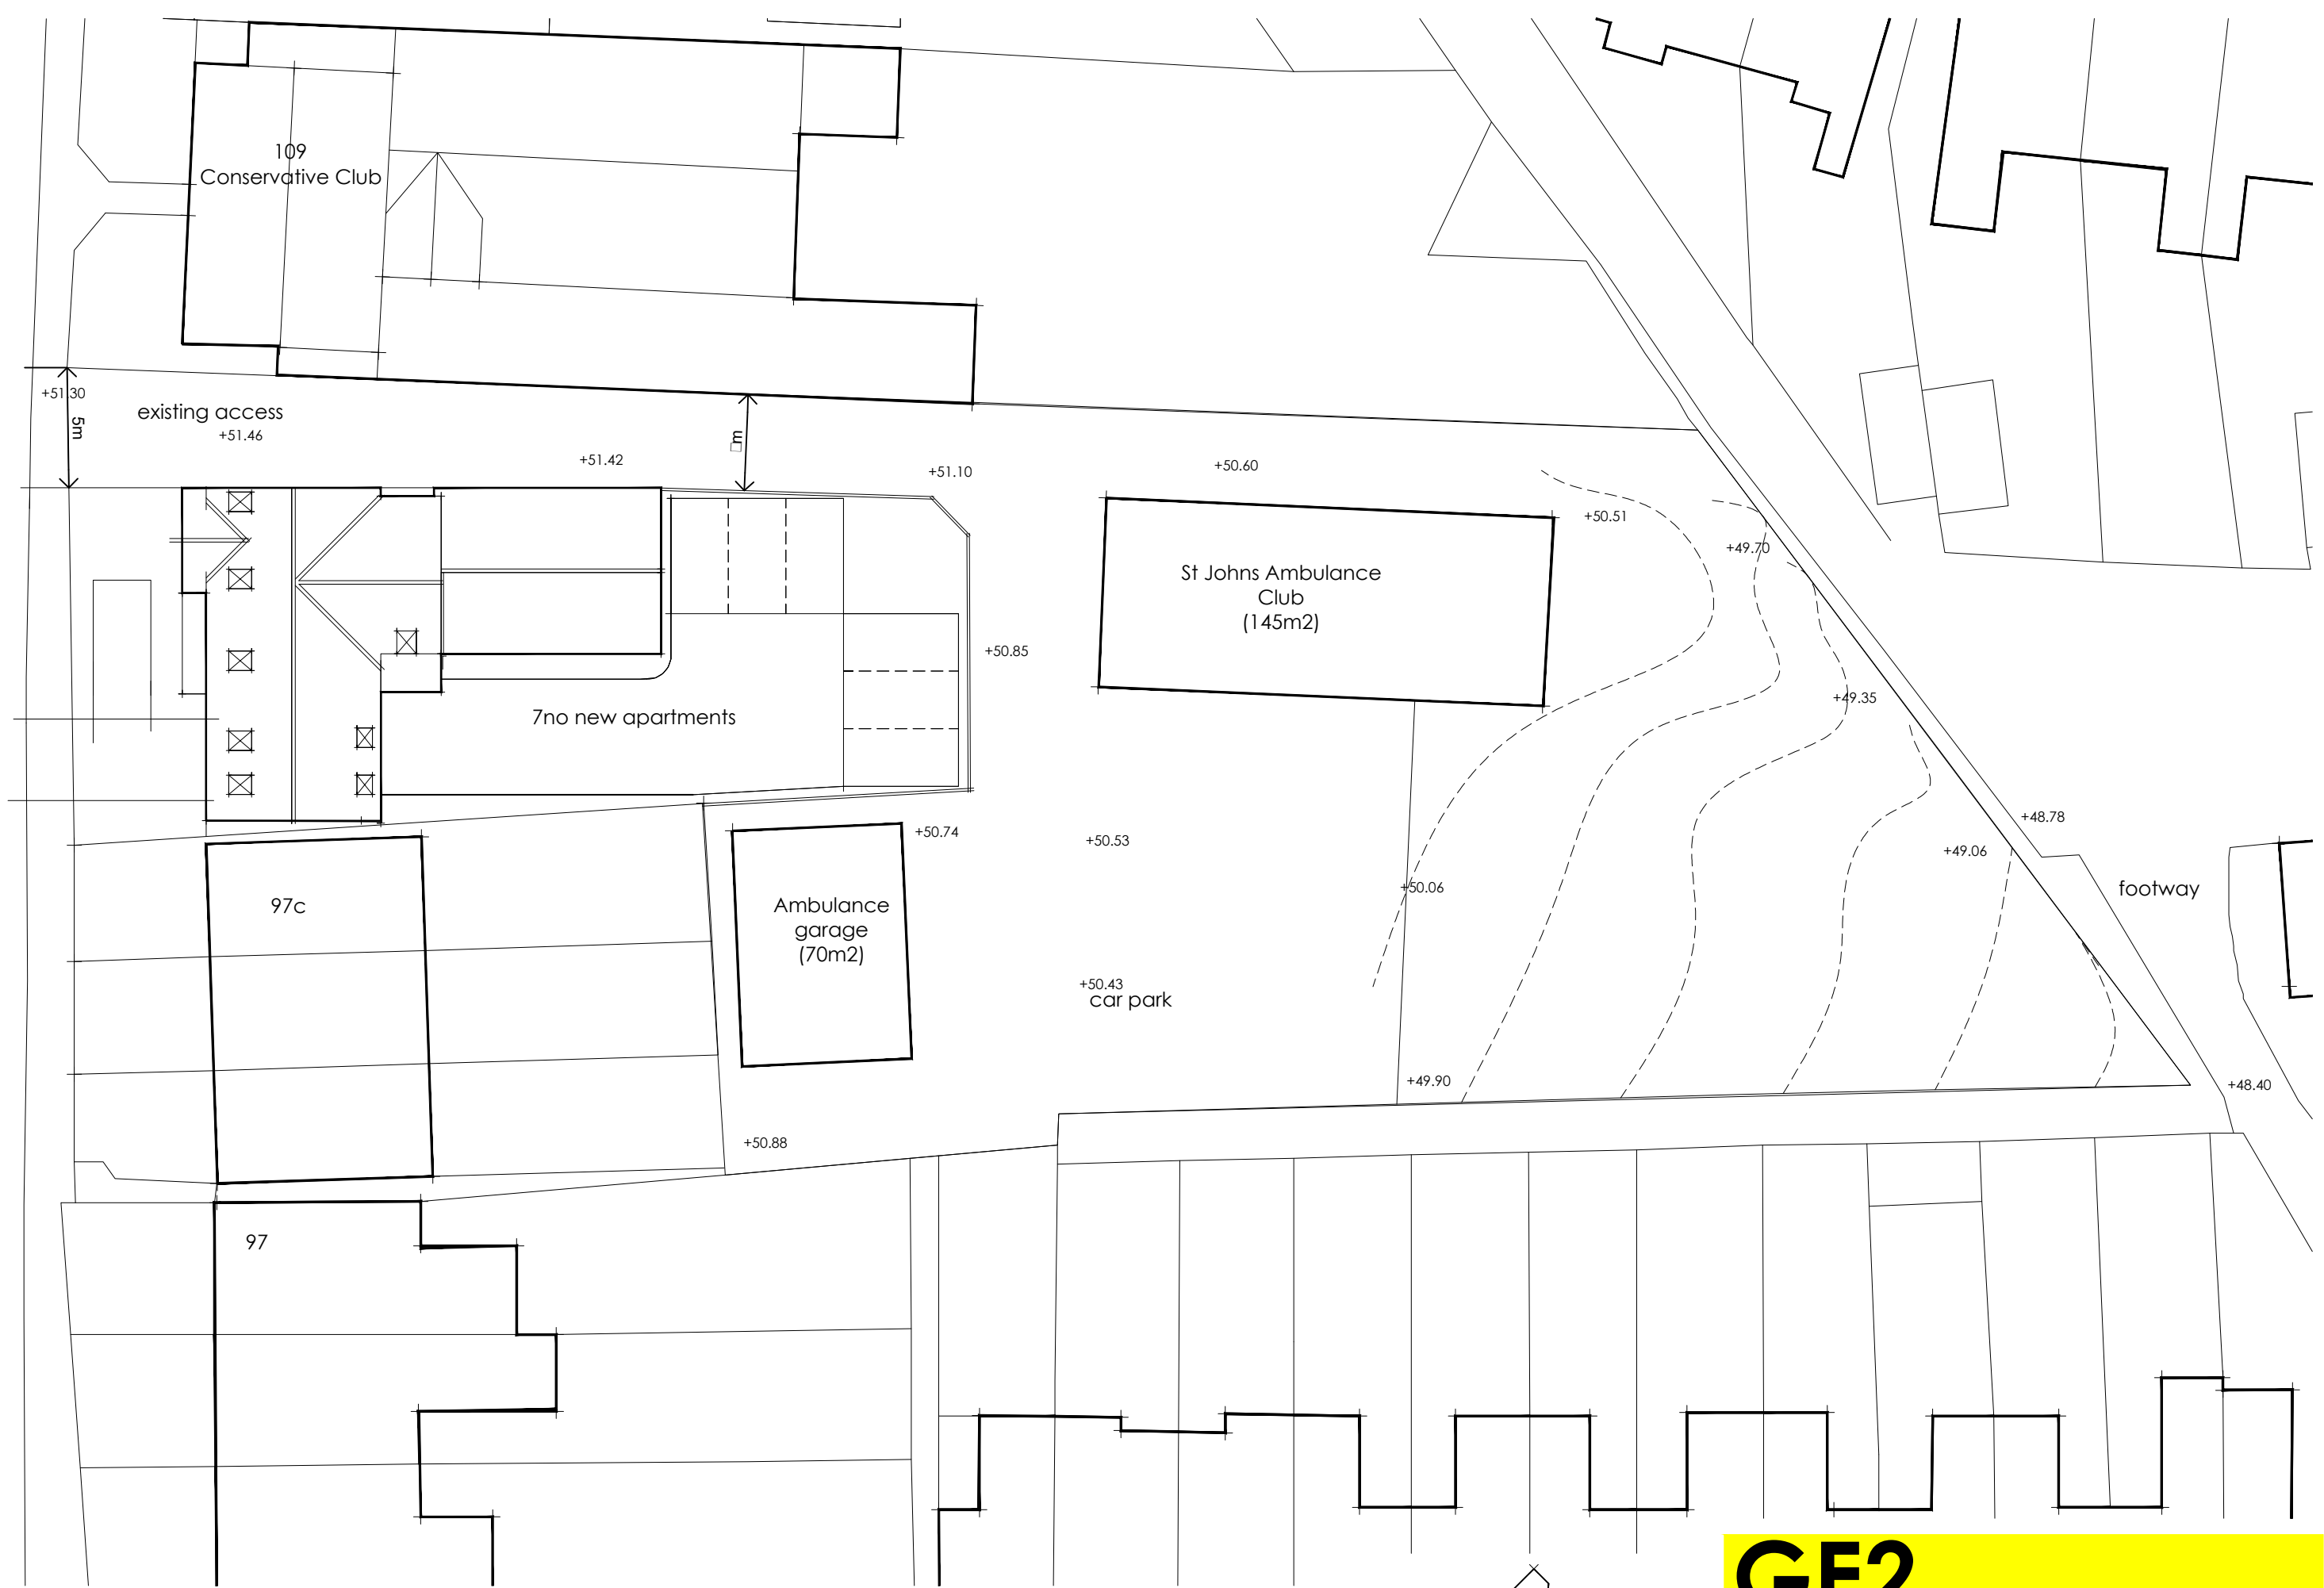 109
Conservative Club
+51.30
5m
existing access
+51.46
+51.42
+51.10
+50.60
+50.51
+49.70
St Johns Ambulance
Club
(145m2)
+50.85
+49.35
7no new apartments
+50.74
+50.53
+48.78
+49.06
+50.06
footway
97c
Ambulance
garage
(70m2)
+50.43
car park
+49.90
+48.40
+50.88
97